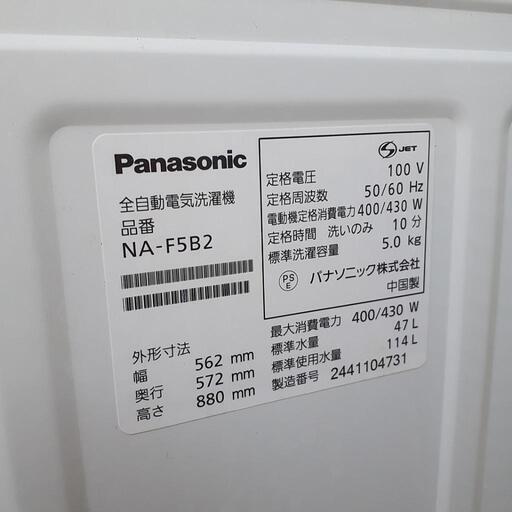 Panasonic
全自動電気洗濯機
品番
NA-F5B2
外形寸法
幅 562 mm
奥行 572 mm
高さ 880 mm
S JET
定格電圧 100 V
定格周波数 50/60 Hz
電動機定格消費電力 400/430 W
定格時間 洗いのみ 10 分
標準洗濯容量 5.0 kg
PS E パナソニック株式会社
中国製
最大消費電力 400/430 W
標準水量 47 L
標準使用水量 114 L
製造番号 2441104731